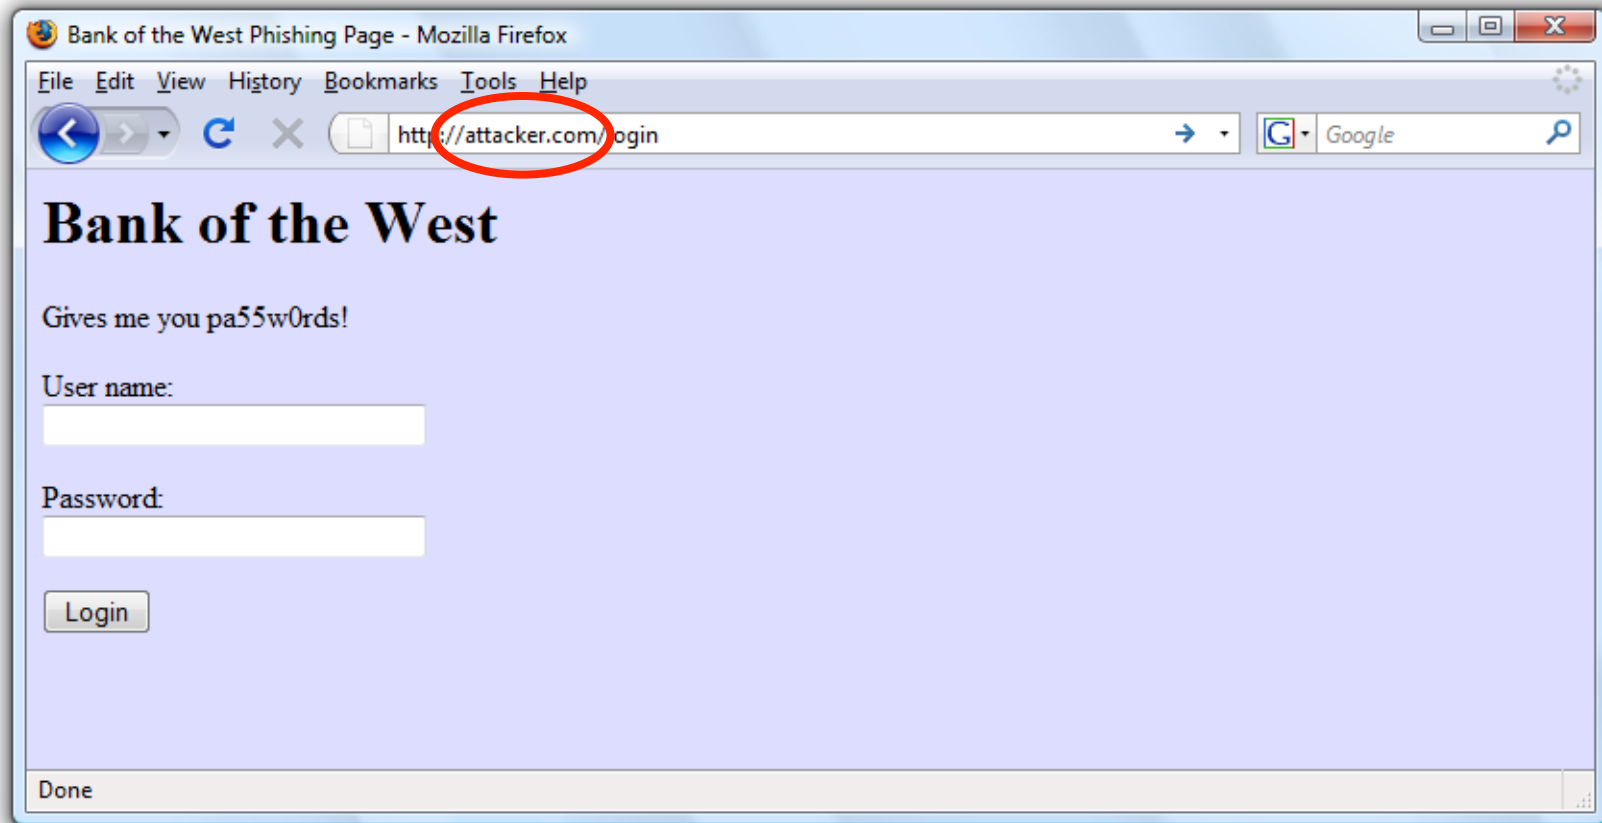 Bank of the West Phishing Page - Mozilla Firefox
File Edit View History Bookmarks Tools Help
http://attacker.com/login G Google
Bank of the West
Gives me you pa55w0rds!
User name:
Password:
Login
Done